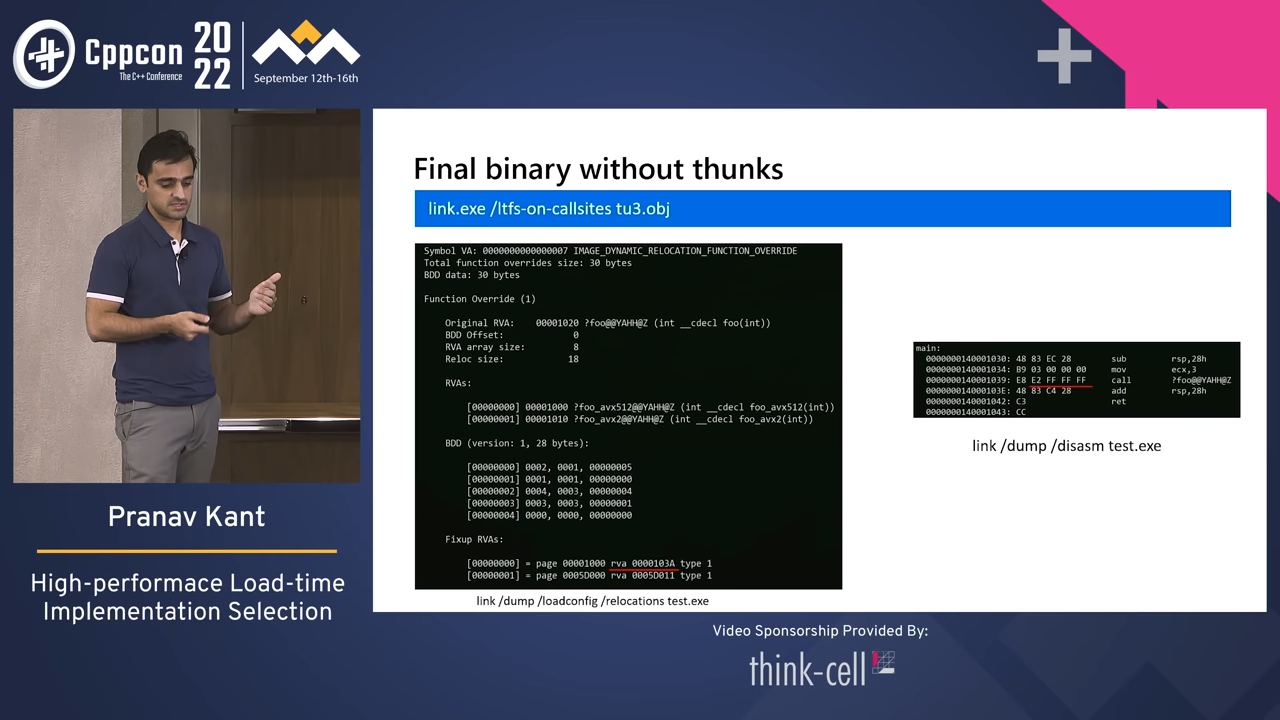 Cppcon
The C++ Conference
20
22
September 12th-16th
Final binary without thunks
link.exe /ltfs-on-callsites tu3.obj
Symbol VA: 0000000000000007 IMAGE_DYNAMIC_RELOCATION_FUNCTION_OVERRIDE
Total function overrides size: 30 bytes
BDD data: 30 bytes
Function Override (1)
Original RVA: 00001020 ?foo@@YAHH@Z (int __cdecl foo(int))
BDD Offset: 0
RVA array size: 8
Reloc size: 18
RVAs:
[00000000] 00001000 ?foo_avx512@@YAHH@Z (int __cdecl foo_avx512(int))
[00000001] 00001010 ?foo_avx2@@YAHH@Z (int __cdecl foo_avx2(int))
BDD (version: 1, 28 bytes):
[00000000] 0002, 0001, 00000005
[00000001] 0001, 0001, 00000000
[00000002] 0004, 0003, 00000004
[00000003] 0003, 0003, 00000001
[00000004] 0000, 0000, 00000000
Fixup RVAs:
[00000000] = page 00001000 rva 0000103A type 1
[00000001] = page 0005D000 rva 0005D011 type 1
link /dump /loadconfig /relocations test.exe
main:
0000000140001030: 48 83 EC 28 sub rsp,28h
0000000140001034: B9 03 00 00 00 mov ecx,3
0000000140001039: E8 E2 FF FF FF call ?foo@@YAHH@Z
000000014000103E: 48 83 C4 28 add rsp,28h
0000000140001042: C3 ret
0000000140001043: CC
link /dump /disasm test.exe
Pranav Kant
High-performace Load-time
Implementation Selection
Video Sponsorship Provided By:
think-cell